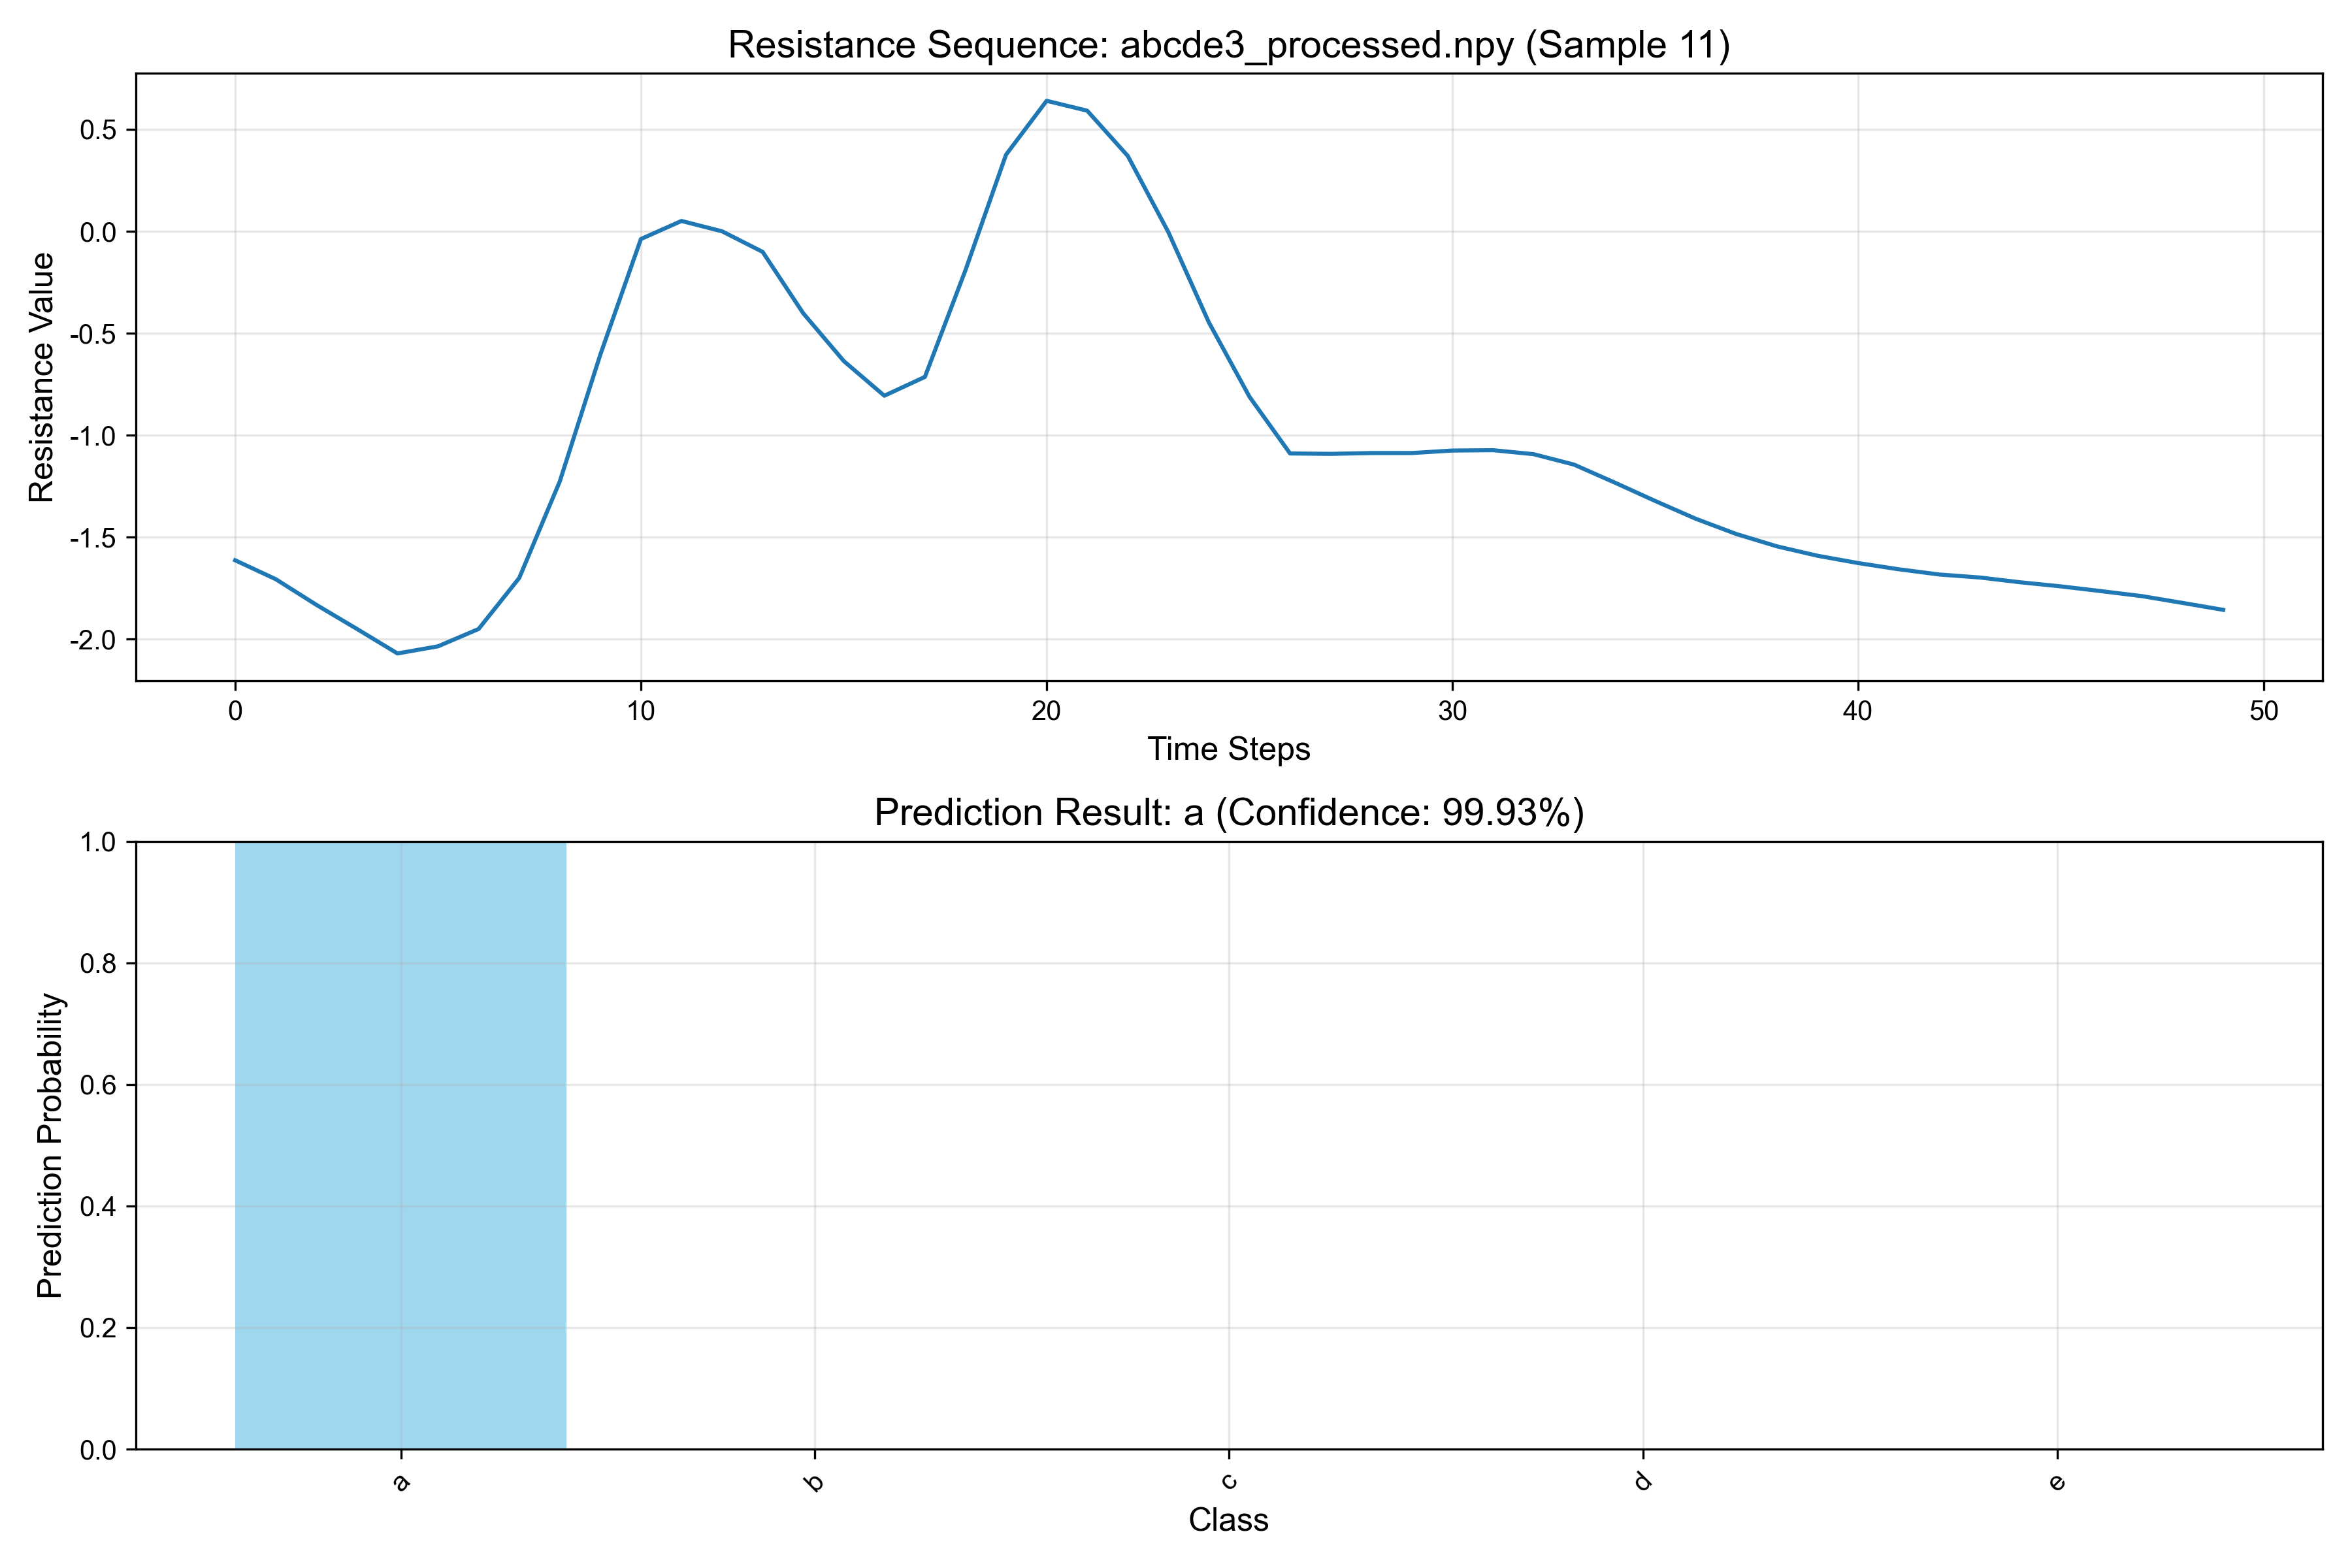 Resistance Sequence: abcde3_processed.npy (Sample 11)
Resistance Value
0.5
0.0
-0.5
-1.0
-1.5
-2.0
0 10 20 30 40 50
Time Steps
Prediction Result: a (Confidence: 99.93%)
Prediction Probability
1.0
0.8
0.6
0.4
0.2
0.0
a b c d e
Class